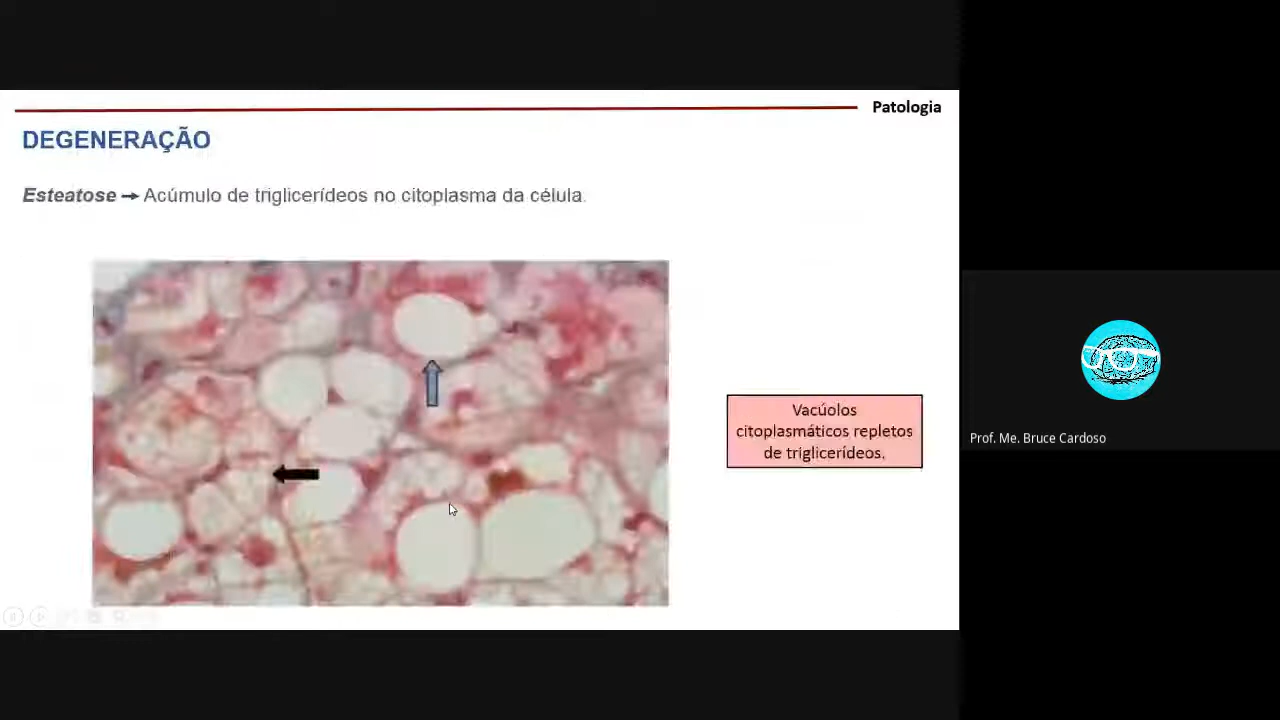 Patologia
DEGENERAÇÃO
Esteatose → Acúmulo de triglicerídeos no citoplasma da célula.
Vacúolos
citoplasmáticos repletos
de triglicerídeos.
Prof. Me. Bruce Cardoso